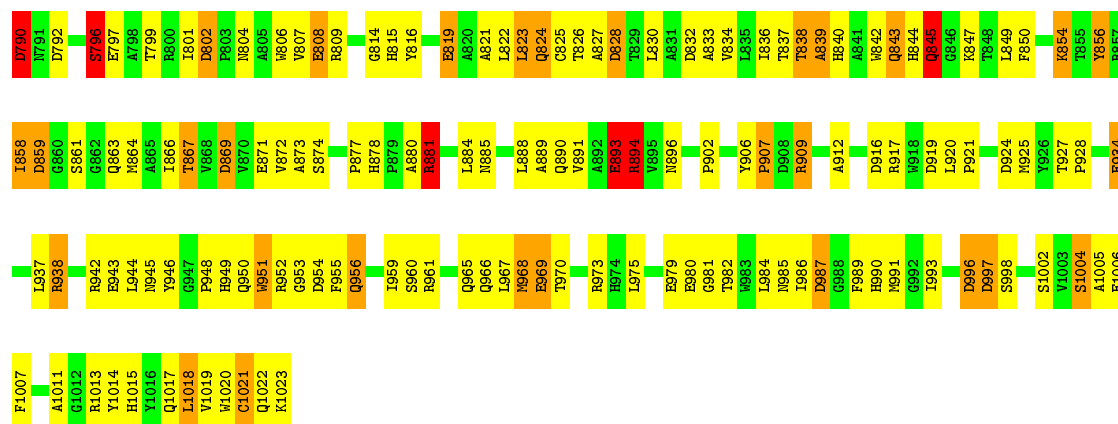 D790 N791 D792 S796 E797 A798 T799 R800 I801 D802 P803 N804 A805 W806 V807 E808 R809 G814 H815 Y816 E819 A820 A821 L822 L823 Q824 C825 T826 A827 D828 T829 L830 A831 D832 A833 V834 L835 I836 T837 T838 A839 H840 A841 W842 Q843 H844 Q845 G846 K847 T848 L849 F850 K854 T855 Y856 R857
I858 D859 G860 S861 G862 Q863 M864 A865 I866 T867 V868 D869 V870 E871 V872 A873 S874 P877 H878 P879 A880 R881 L884 N885 L888 A889 Q890 V891 A892 E893 R894 V895 N896 P902 Y906 P907 D908 R909 A912 D916 R917 W918 D919 L920 P921 D924 M925 Y926 T927 P928 F934
L937 R938 R942 E943 L944 N945 Y946 G947 P948 H949 Q950 W951 R952 G953 D954 F955 Q956 I959 S960 R961 Q965 Q966 L967 M968 E969 T970 R973 H974 L975 E979 E980 G981 T982 W983 L984 N985 I986 D987 G988 F989 H990 M991 G992 I993 D996 D997 S998 S1002 V1003 S1004 A1005 E1006
F1007 A1011 G1012 R1013 Y1014 H1015 Y1016 Q1017 L1018 V1019 W1020 C1021 Q1022 K1023